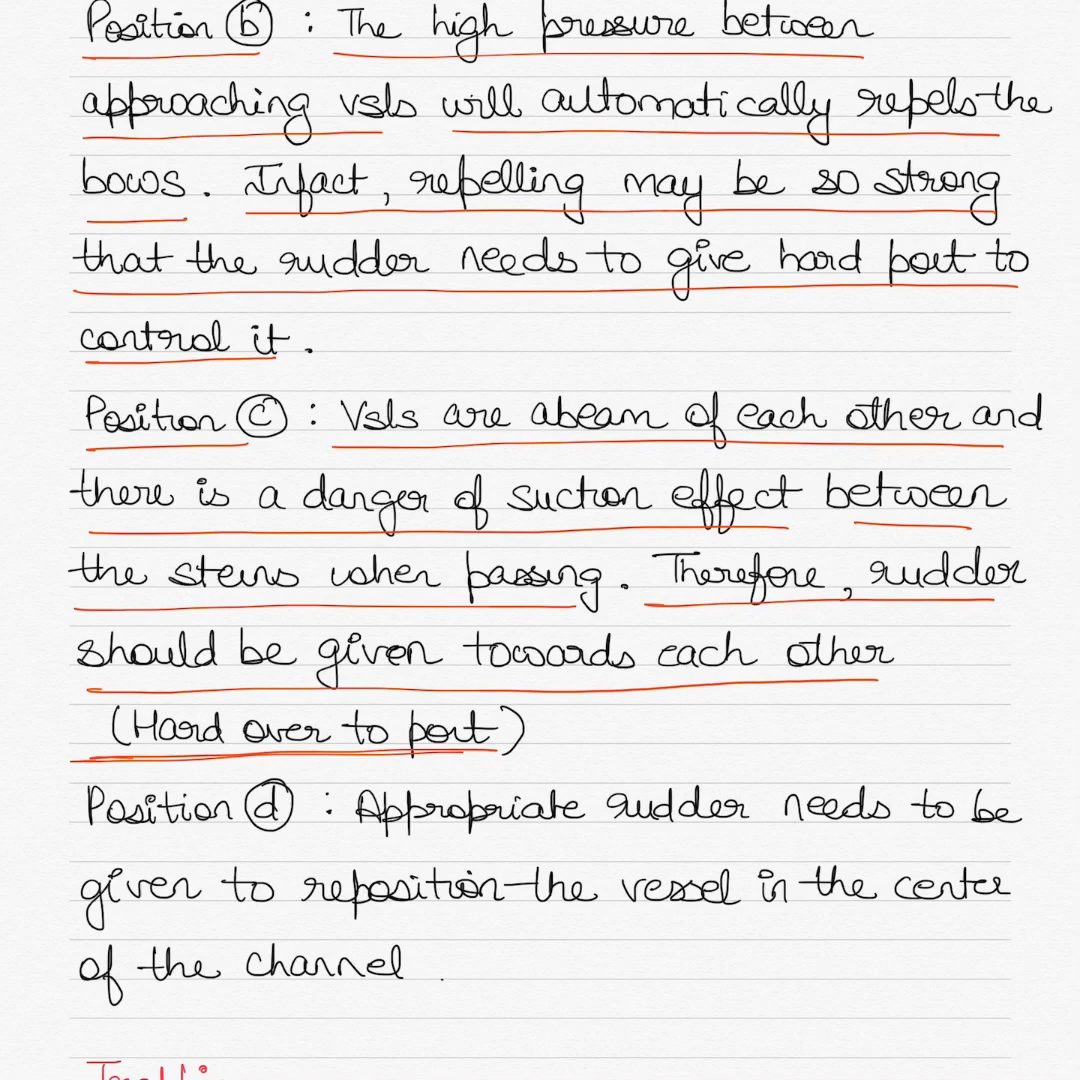 Position (b) : The high pressure between
approaching vsls will automatically repels the
bows. Infact, repelling may be so strong
that the rudder needs to give hard port to
control it.
Position (c) : Vsls are abeam of each other and
there is a danger of suction effect between
the sterns when passing. Therefore, rudder
should be given towards each other
(Hard over to port)
Position (d) : Appropriate rudder needs to be
given to reposition the vessel in the center
of the channel.